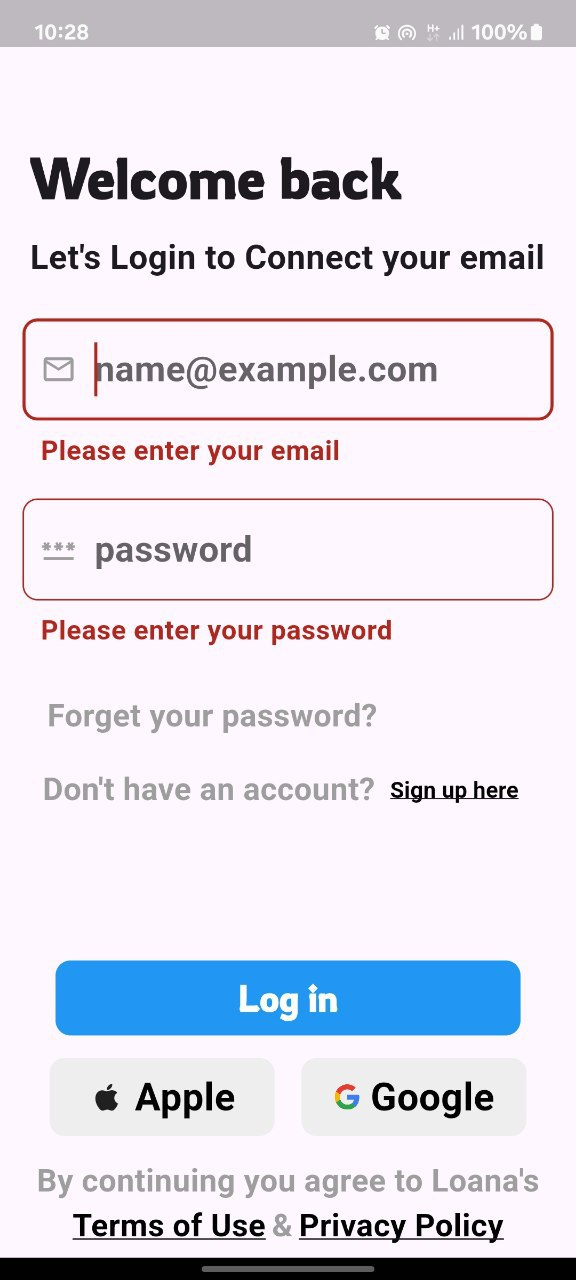 10:28 H+ 100%
Welcome back
Let's Login to Connect your email
name@example.com
Please enter your email
*** password
Please enter your password
Forget your password?
Don't have an account? Sign up here
Log in
Apple Google
By continuing you agree to Loana's
Terms of Use & Privacy Policy